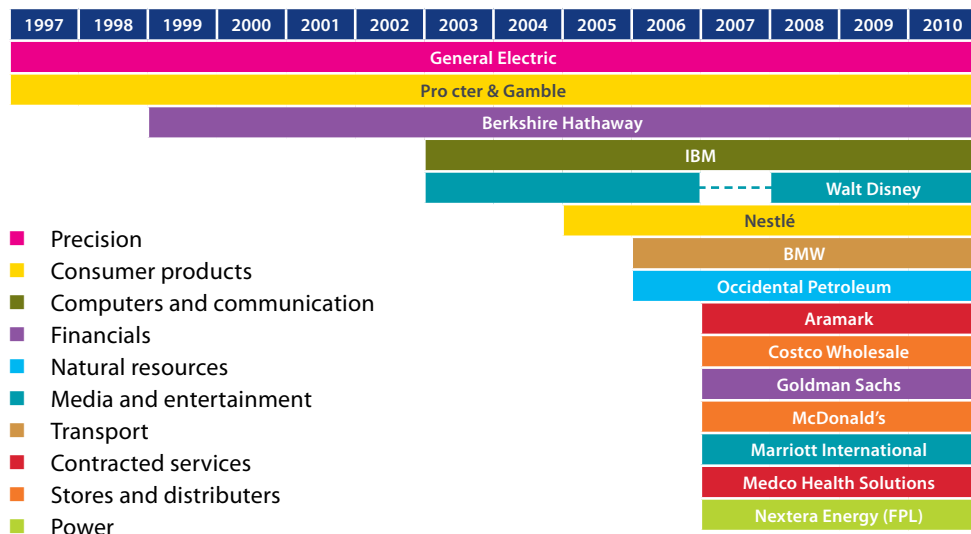 1997 1998 1999 2000 2001 2002 2003 2004 2005 2006 2007 2008 2009 2010
General Electric
Pro cter & Gamble
Berkshire Hathaway
IBM
Walt Disney
Nestlé
BMW
Occidental Petroleum
Aramark
Costco Wholesale
Goldman Sachs
McDonald's
Marriott International
Medco Health Solutions
Nextera Energy (FPL)
Precision
Consumer products
Computers and communication
Financials
Natural resources
Media and entertainment
Transport
Contracted services
Stores and distributers
Power